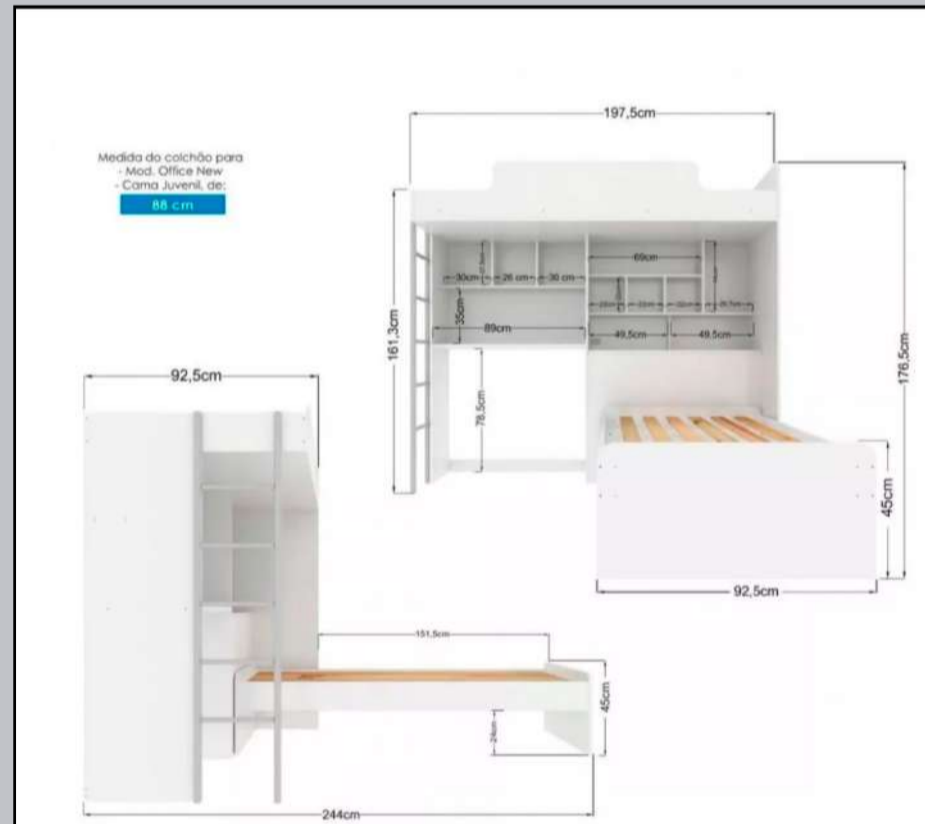 197,5cm
Medida do colchão para
- Mod. Office New
- Cama Juvenil, de:
88 cm
69cm
30cm 26 cm 30 cm
35cm
89cm
49,5cm 49,5cm
161,3cm
176,5cm
92,5cm
78.5cm
45cm
92,5cm
151,5cm
45cm
24cm
244cm